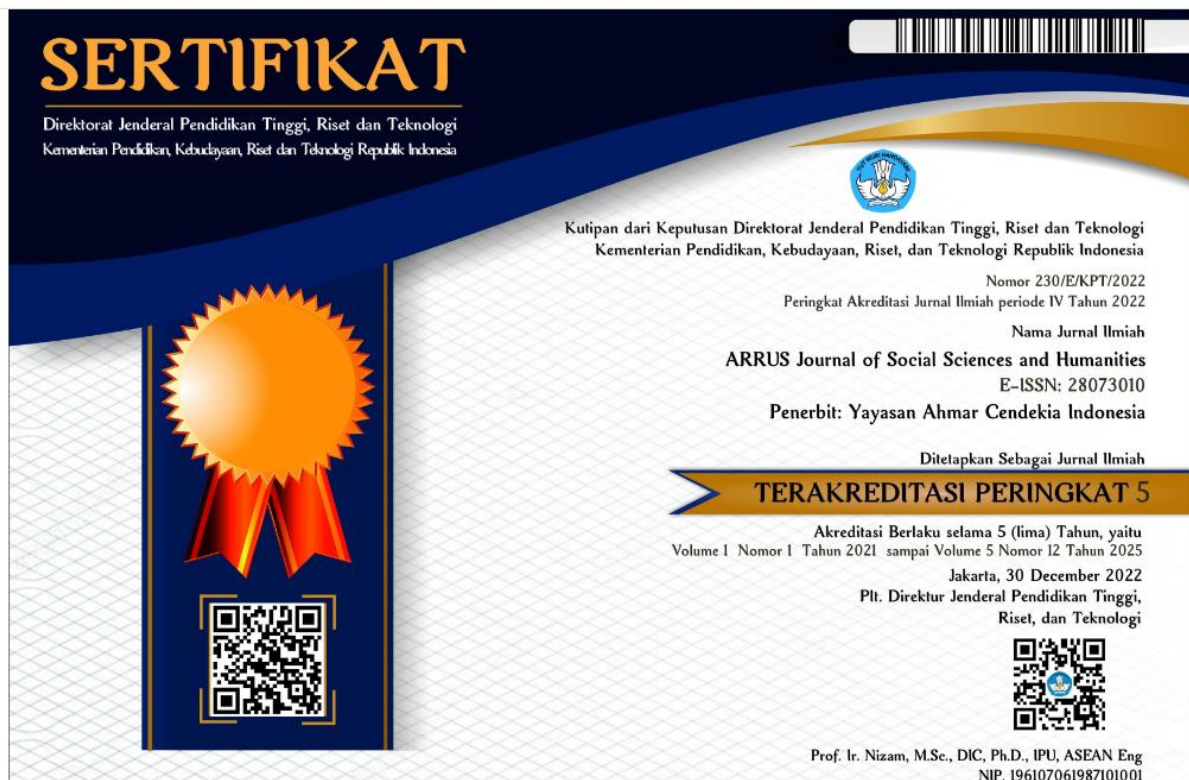 SERTIFIKAT
Direktorat Jenderal Pendidikan Tinggi, Riset dan Teknologi
Kementerian Pendidikan, Kebudayaan, Riset dan Teknologi Republik Indonesia
TUT WURI HANDAYANI
Kutipan dari Keputusan Direktorat Jenderal Pendidikan Tinggi, Riset dan Teknologi
Kementerian Pendidikan, Kebudayaan, Riset, dan Teknologi Republik Indonesia
Nomor 230/E/KPT/2022
Peringkat Akreditasi Jurnal Ilmiah periode IV Tahun 2022
Nama Jurnal Ilmiah
ARRUS Journal of Social Sciences and Humanities
E-ISSN: 28073010
Penerbit: Yayasan Ahmar Cendekia Indonesia
Ditetapkan Sebagai Jurnal Ilmiah
TERAKREDITASI PERINGKAT 5
Akreditasi Berlaku selama 5 (lima) Tahun, yaitu
Volume 1 Nomor 1 Tahun 2021 sampai Volume 5 Nomor 12 Tahun 2025
Jakarta, 30 December 2022
Plt. Direktur Jenderal Pendidikan Tinggi,
Riset, dan Teknologi
Prof. Ir. Nizam, M.Sc., DIC, Ph.D., IPU, ASEAN Eng
NIP. 196107061987101001